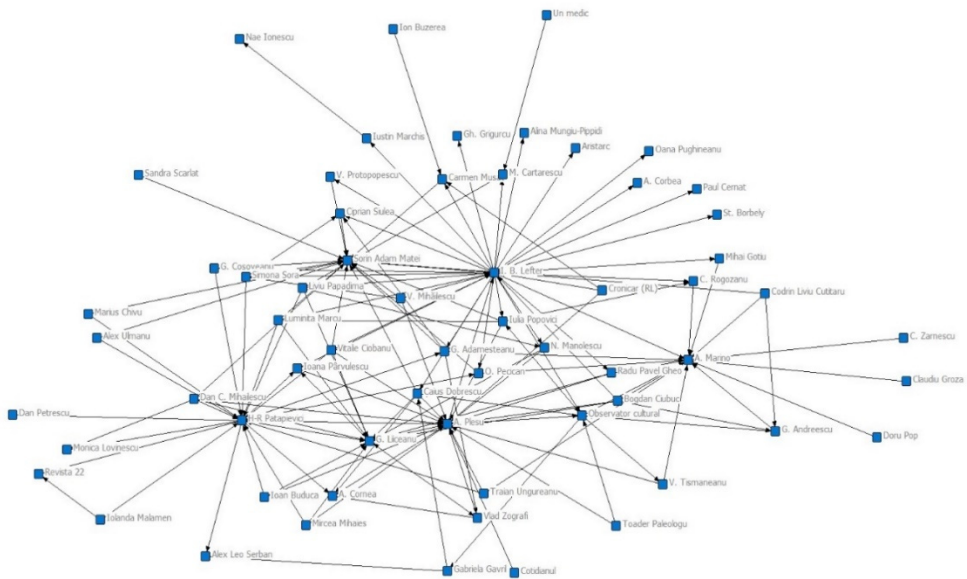 Un medic
Ion Buzerea
Nae Ionescu
Alina Mungiu-Pippidi
Iustin Marchis
Gh. Grigurcu
Aristarc
Oana Pughineanu
Sandra Scarlat
V. Protopopescu
Carmen Musat
M. Cartarescu
A. Corbea
Paul Cernat
Ciprian Siulea
St. Borbely
Sorin Adam Matei
Mihai Gotiu
G. Cosoveanu
I. B. Lefter
Simona Sora
C. Rogozanu
Liviu Papadima
Cronicar (RL)
Codrin Liviu Cutitaru
V. Mihailescu
Marius Chivu
Luminita Marcu
Iulia Popovici
Alex Ulmanu
C. Zarnescu
Vitalie Ciobanu
G. Adamesteanu
N. Manolescu
A. Marino
Ioana Pârvulescu
O. Pecican
Radu Pavel Gheo
Claudiu Groza
Dan C. Mihailescu
Caius Dobrescu
Bogdan Ciubuc
Dan Petrescu
H-R Patapievici
A. Plesu
Observator cultural
G. Andreescu
Doru Pop
G. Liiceanu
Monica Lovinescu
Revista 22
V. Tismaneanu
Ioan Buduca
A. Cornea
Traian Ungureanu
Iolanda Malamen
Mircea Mihaies
Vlad Zografi
Toader Paleologu
Alex Leo Serban
Gabriela Gavril
Cotidianul